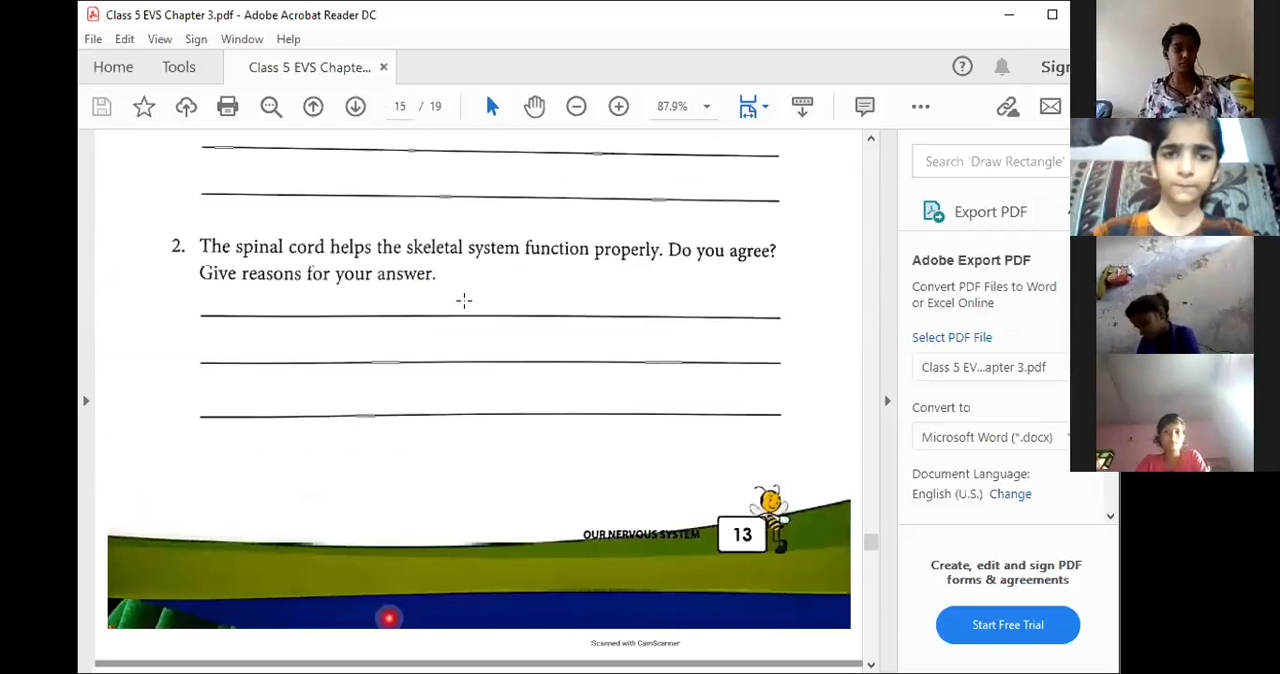 Class 5 EVS Chapter 3.pdf - Adobe Acrobat Reader DC
File Edit View Sign Window Help
Home Tools Class 5 EVS Chapte... ×
Sign
15 / 19 87.9%
2. The spinal cord helps the skeletal system function properly. Do you agree?
Give reasons for your answer.
OUR NERVOUS SYSTEM 13
Scanned with CamScanner
Search 'Draw Rectangle'
Export PDF
Adobe Export PDF
Convert PDF Files to Word
or Excel Online
Select PDF File
Class 5 EV...apter 3.pdf
Convert to
Microsoft Word (*.docx)
Document Language:
English (U.S.) Change
Create, edit and sign PDF
forms & agreements
Start Free Trial